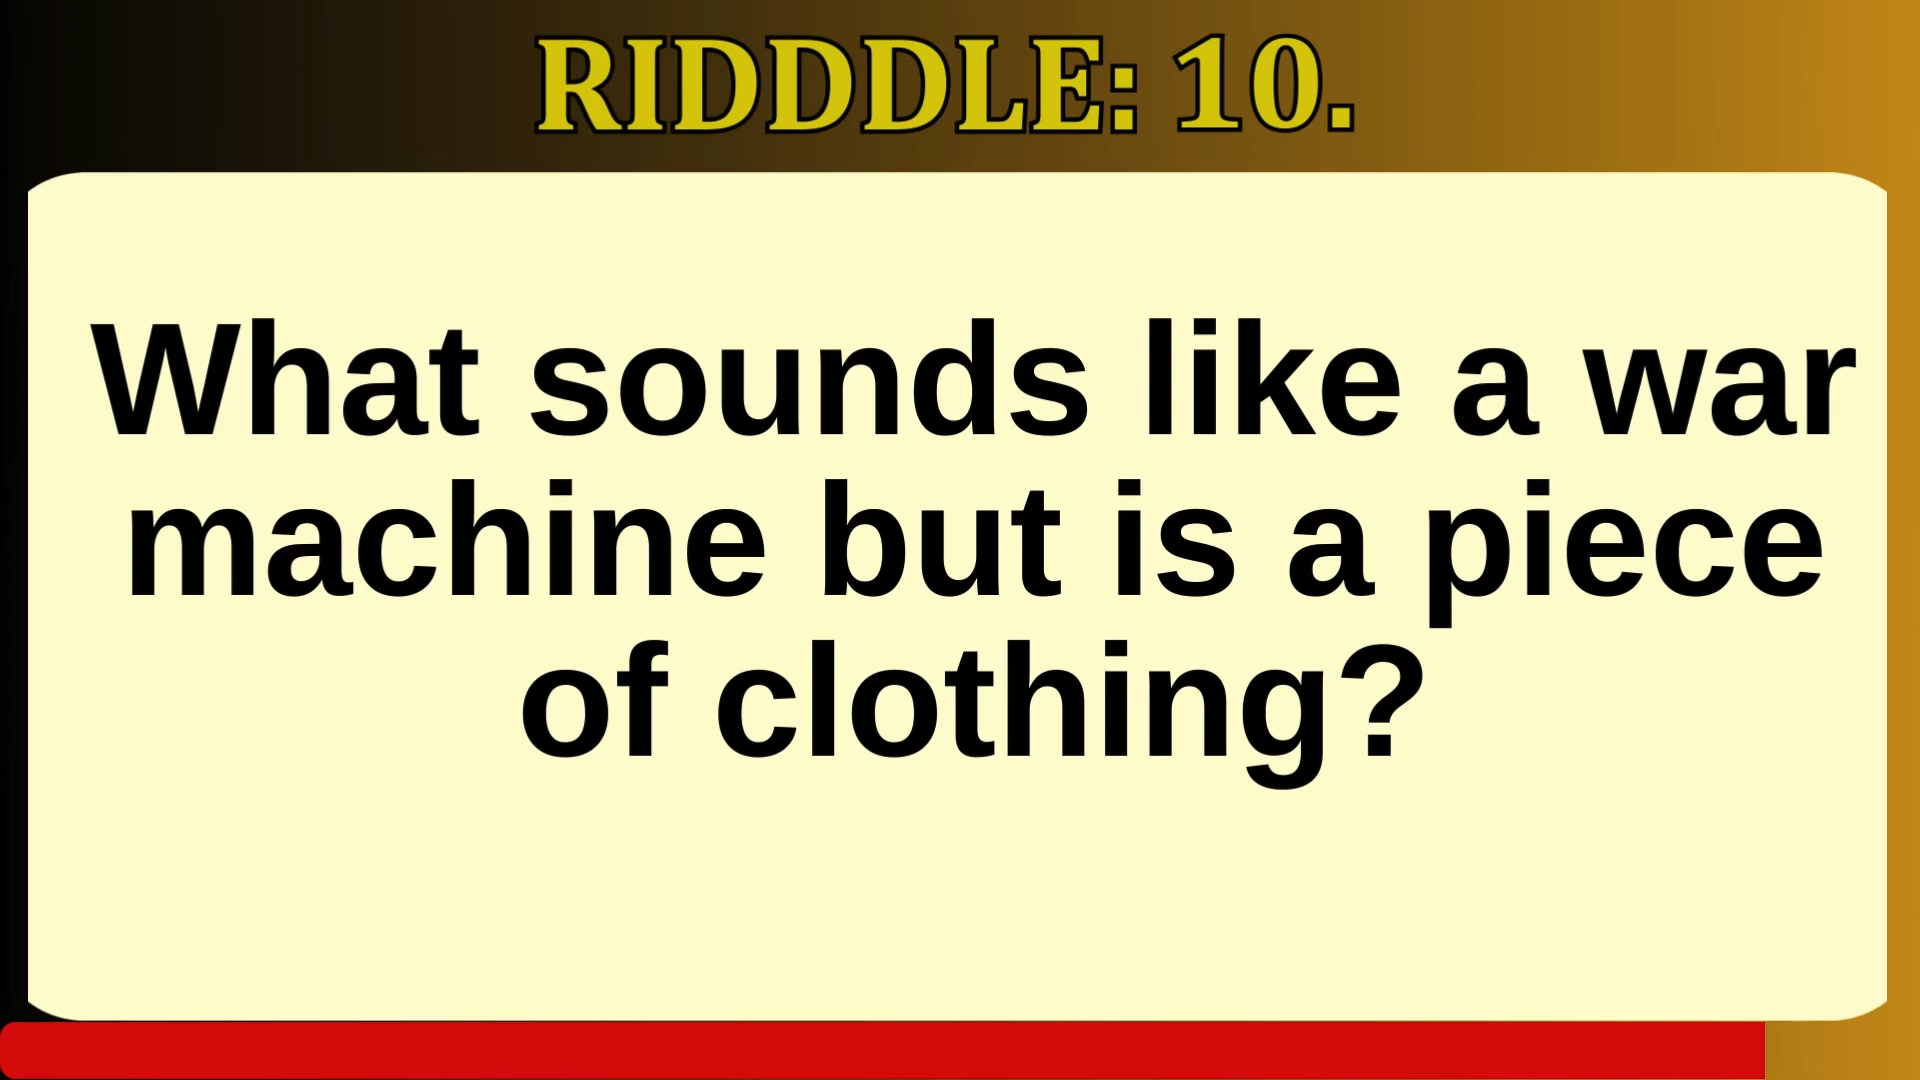 RIDDDLE: 10.
What sounds like a war
machine but is a piece
of clothing?